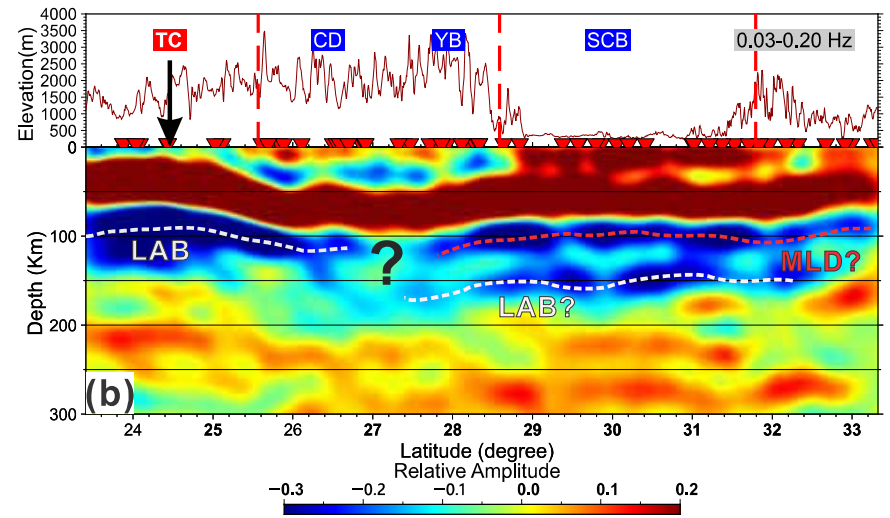 4000
3500
3000
2500
2000
1500
1000
500
0
Elevation(m)
TC
CD
YB
SCB
0.03-0.20 Hz
100
200
300
Depth (Km)
LAB
?
LAB?
MLD?
(b)
24 25 26 27 28 29 30 31 32 33
Latitude (degree)
Relative Amplitude
−0.3 −0.2 −0.1 0.0 0.1 0.2